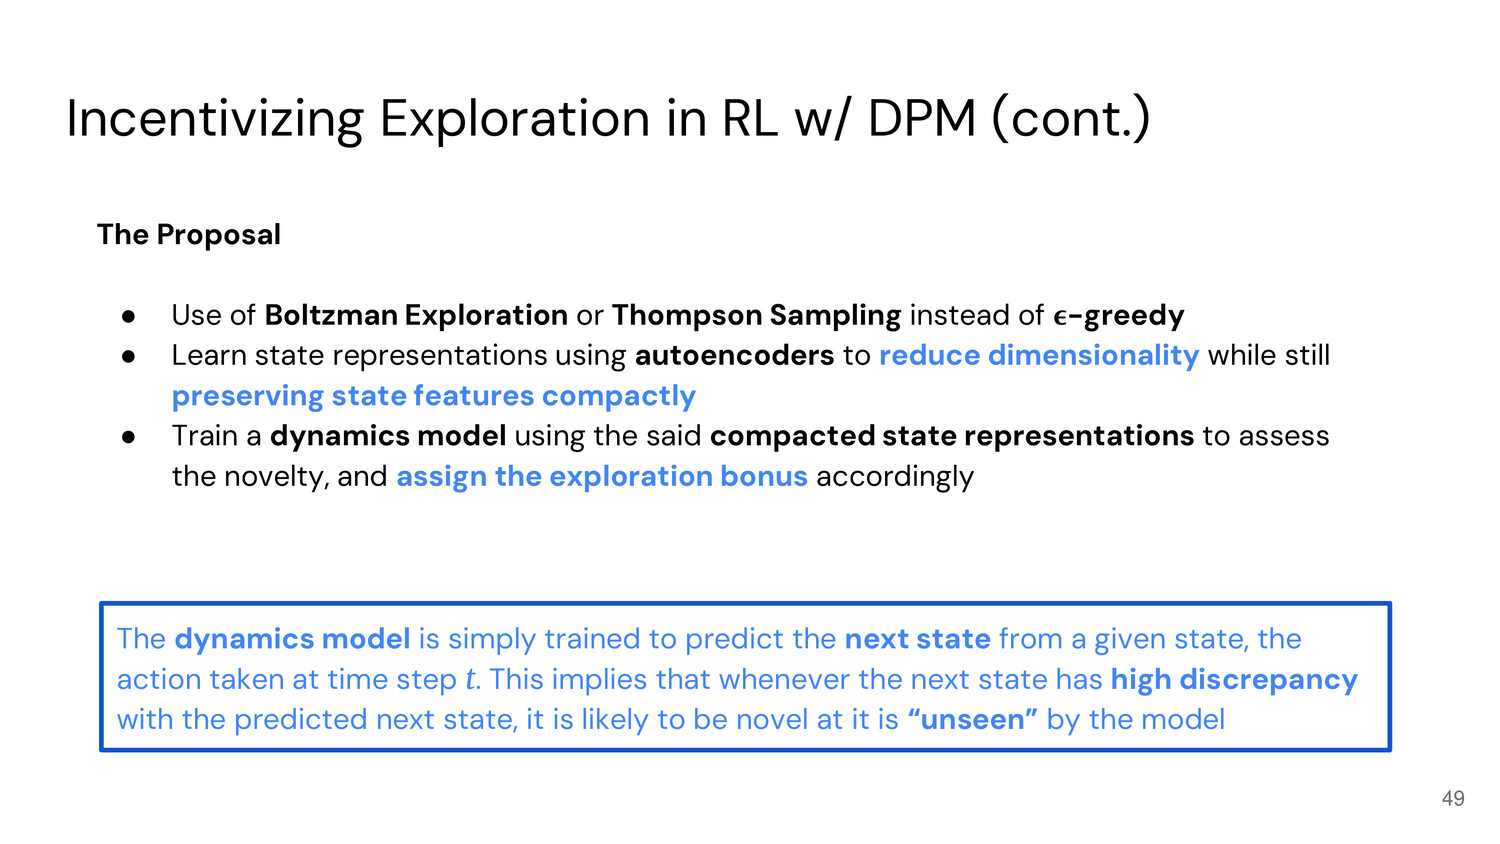 Incentivizing Exploration in RL w/ DPM (cont.)
The Proposal
● Use of Boltzman Exploration or Thompson Sampling instead of ϵ-greedy
● Learn state representations using autoencoders to reduce dimensionality while still
preserving state features compactly
● Train a dynamics model using the said compacted state representations to assess
the novelty, and assign the exploration bonus accordingly
The dynamics model is simply trained to predict the next state from a given state, the
action taken at time step t. This implies that whenever the next state has high discrepancy
with the predicted next state, it is likely to be novel at it is “unseen” by the model
49